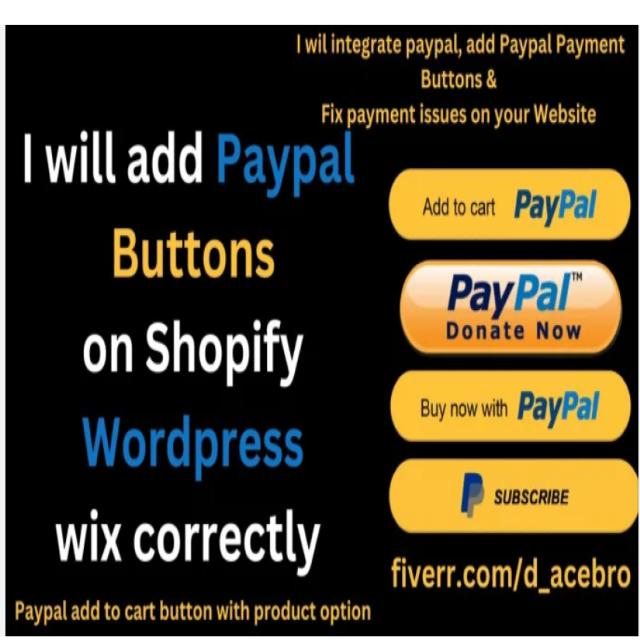 I wil integrate paypal, add Paypal Payment
Buttons &
Fix payment issues on your Website
I will add Paypal
Buttons
on Shopify
Wordpress
wix correctly
Paypal add to cart button with product option
Add to cart PayPal
PayPal™
Donate Now
Buy now with PayPal
SUBSCRIBE
fiverr.com/d_acebro